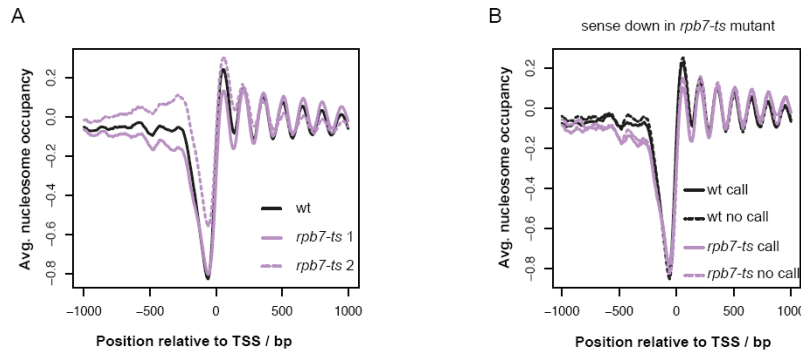 A
Avg. nucleosome occupancy
0.2
0.0
−0.2
−0.4
−0.6
−0.8
wt
rpb7-ts 1
rpb7-ts 2
−1000
−500
0
500
1000
Position relative to TSS / bp
B
sense down in rpb7-ts mutant
Avg. nucleosome occupancy
0.2
0.0
−0.2
−0.4
−0.6
−0.8
wt call
wt no call
rpb7-ts call
rpb7-ts no call
−1000
−500
0
500
1000
Position relative to TSS / bp